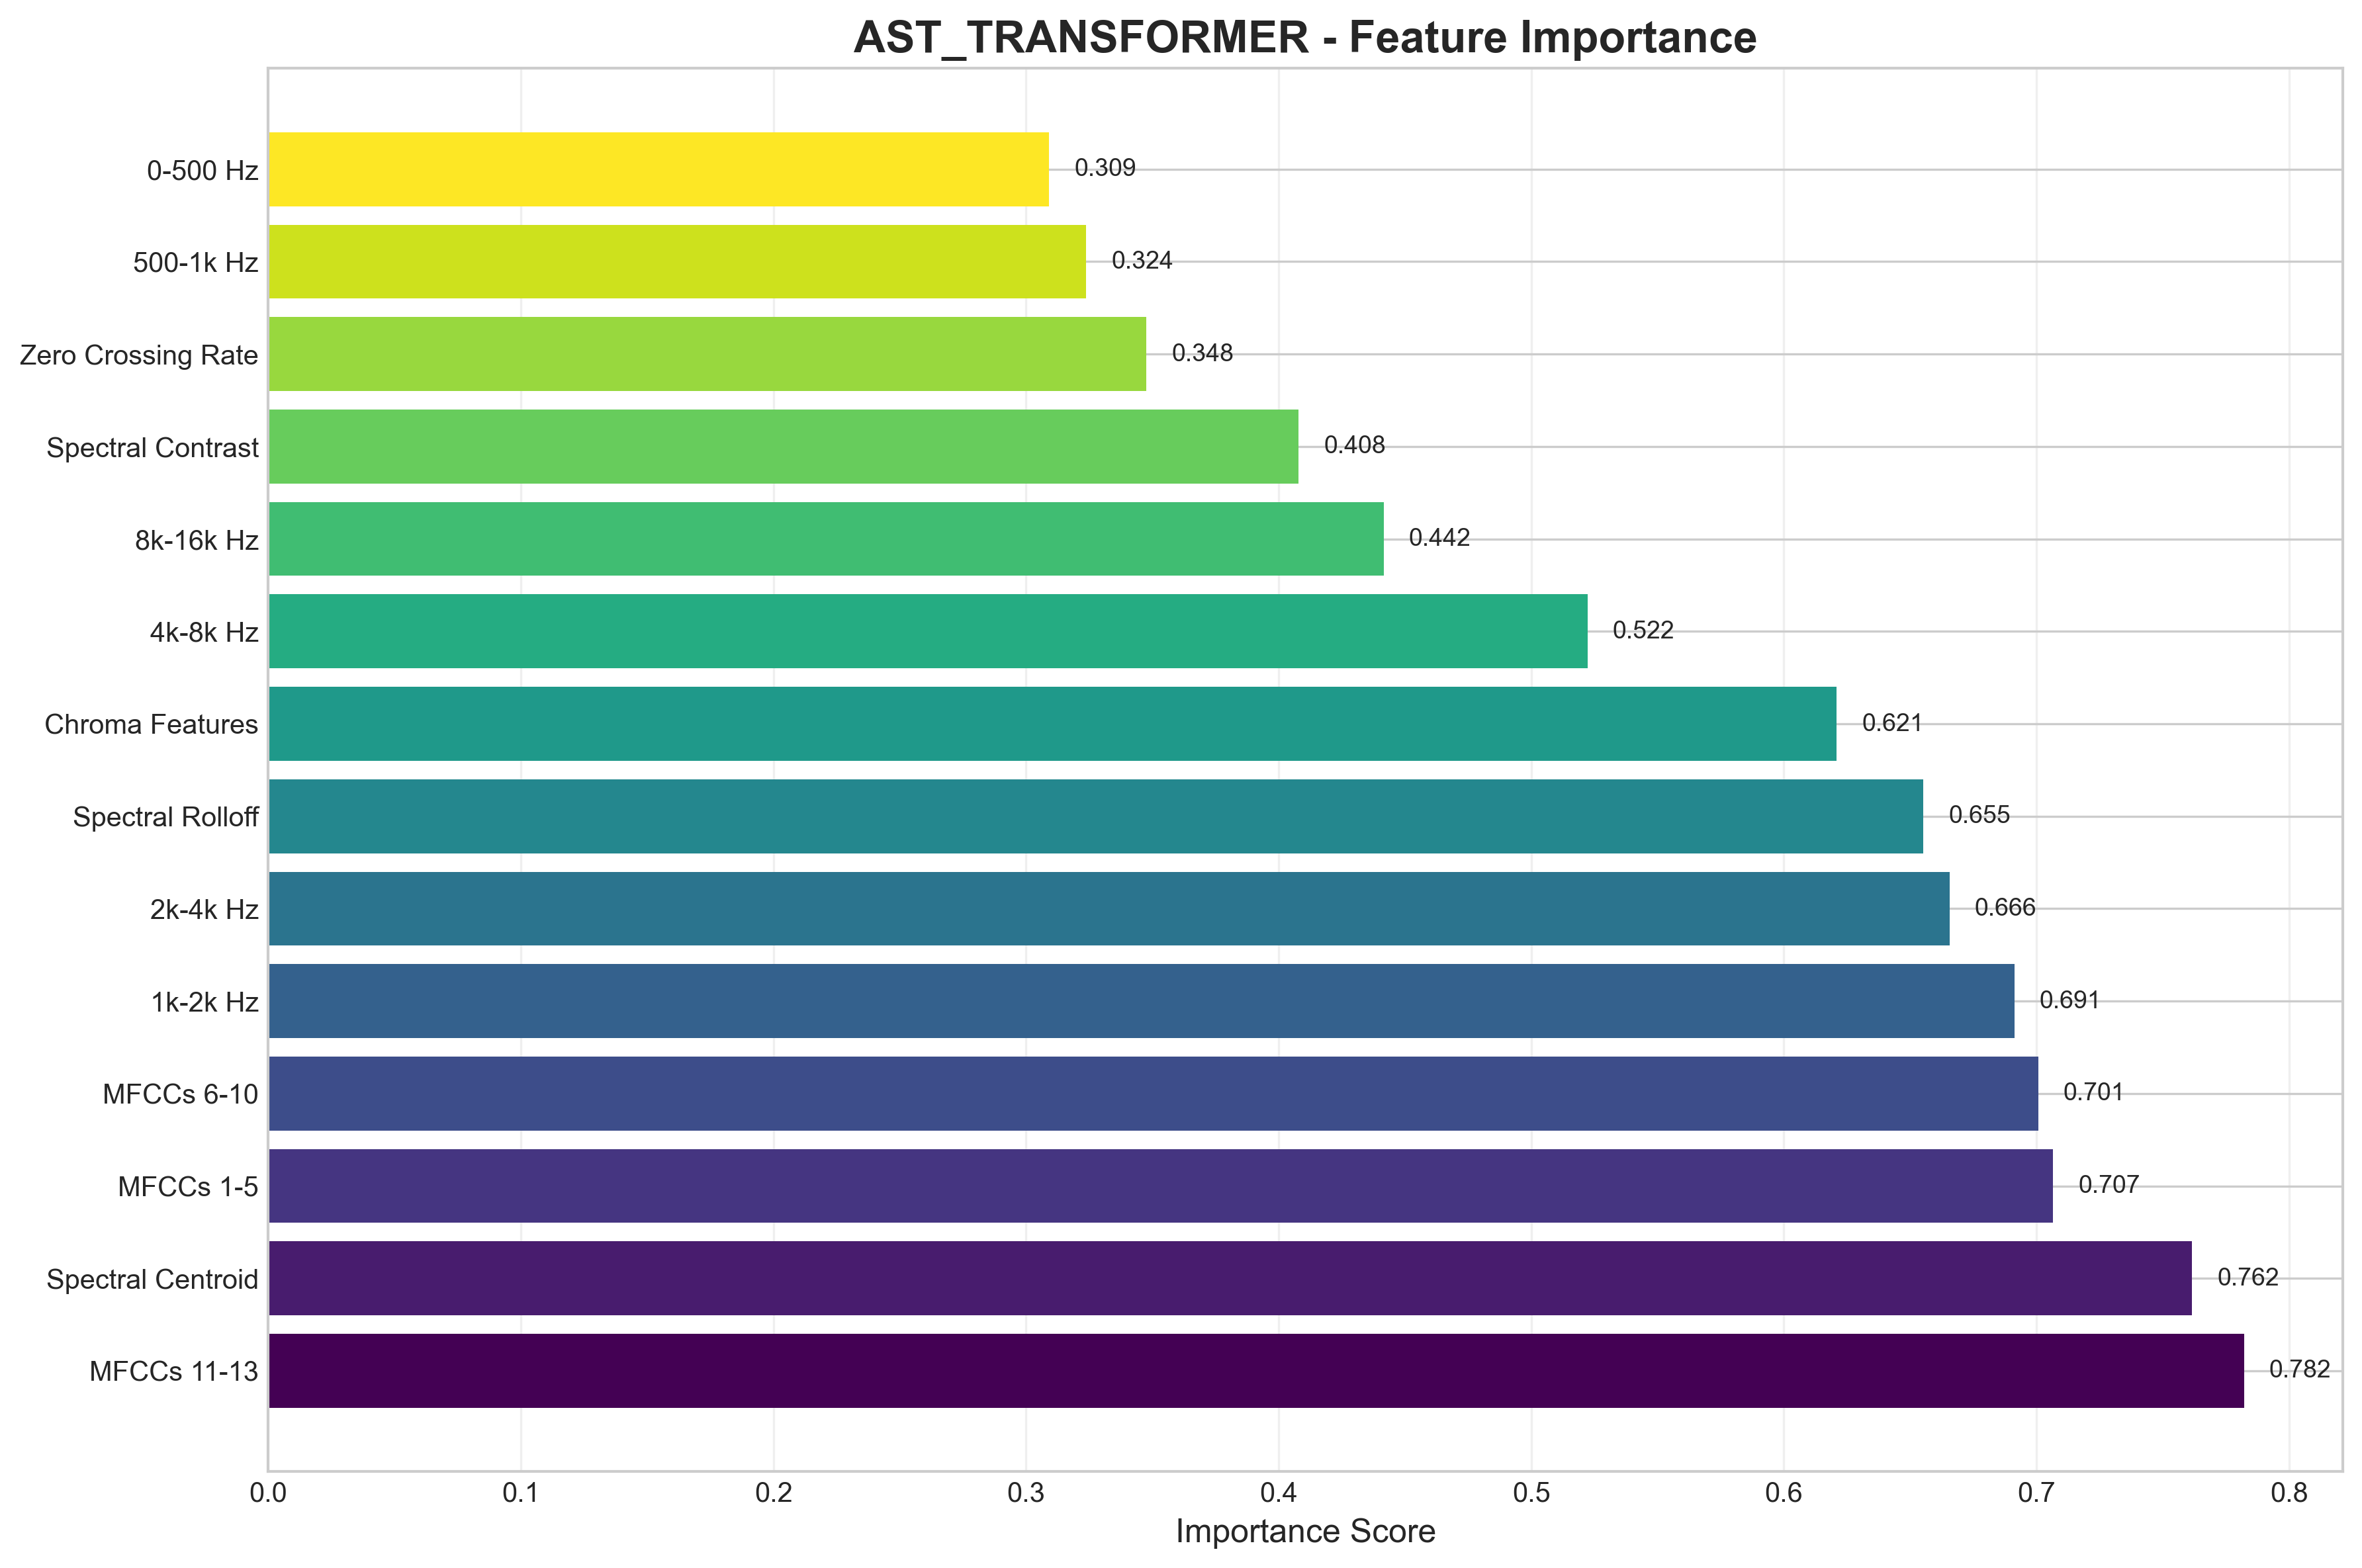 AST_TRANSFORMER - Feature Importance
0-500 Hz 0.309
500-1k Hz 0.324
Zero Crossing Rate 0.348
Spectral Contrast 0.408
8k-16k Hz 0.442
4k-8k Hz 0.522
Chroma Features 0.621
Spectral Rolloff 0.655
2k-4k Hz 0.666
1k-2k Hz 0.691
MFCCs 6-10 0.701
MFCCs 1-5 0.707
Spectral Centroid 0.762
MFCCs 11-13 0.782
0.0 0.1 0.2 0.3 0.4 0.5 0.6 0.7 0.8
Importance Score